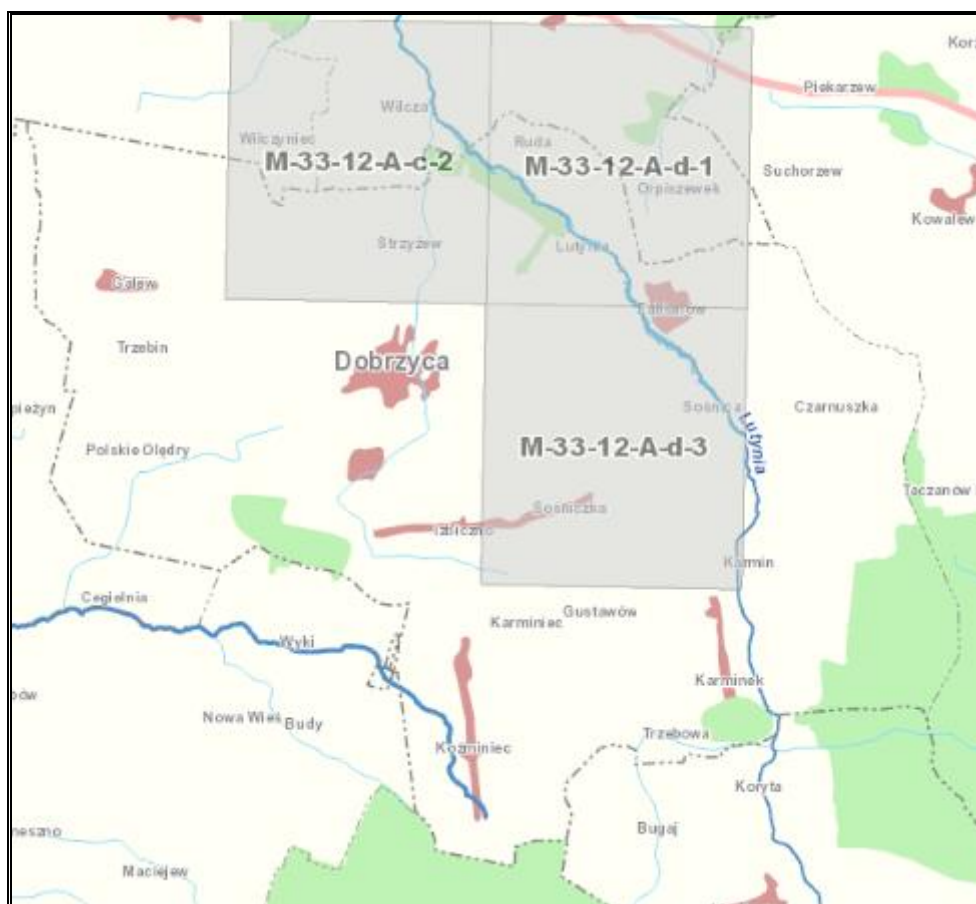 Korz
Piekarzew
Wilcza
Ruda
Wilczyniec
M-33-12-A-c-2
M-33-12-A-d-1
Suchorzew
Orpiszewek
Kowalew
Strzyżew
Lutynia
Galew
Fabianów
Trzebin
Dobrzyca
Sośnica
Czarnuszka
Lutynia
Polskie Olędry
M-33-12-A-d-3
Taczanów
Sośniczka
Izbiczno
Karmin
Cegielnia
Gustawów
Karminiec
Wyki
Karminek
Nowa Wieś
Budy
Trzebowa
Koźminiec
Koryta
Bugaj
Maciejew